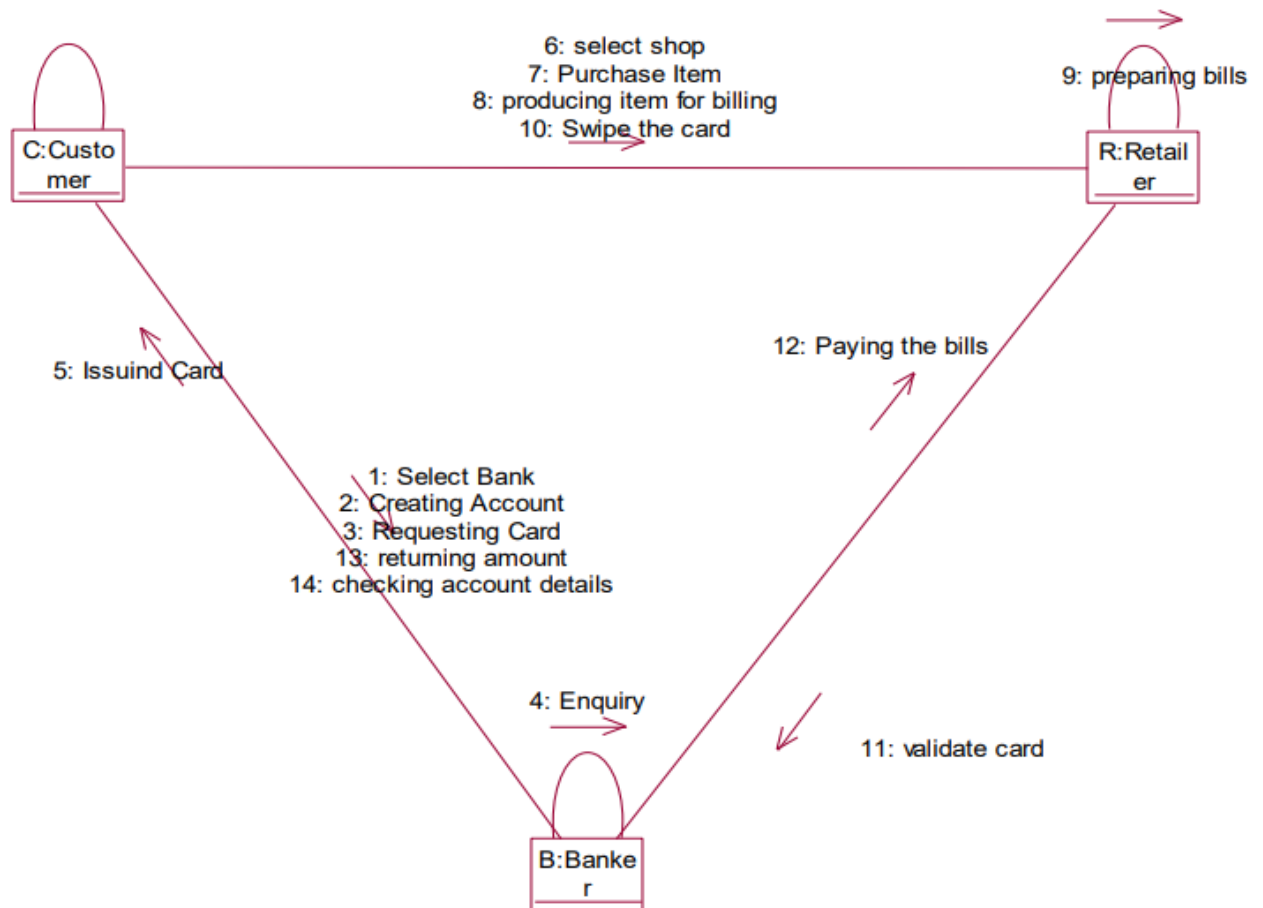 6: select shop
7: Purchase Item
8: producing item for billing
10: Swipe the card
9: preparing bills
C:Custo
mer
R:Retail
er
12: Paying the bills
5: Issuind Card
1: Select Bank
2: Creating Account
3: Requesting Card
13: returning amount
14: checking account details
4: Enquiry
11: validate card
B:Banke
r